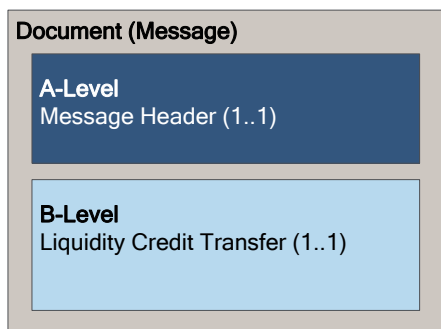 Document (Message)
A-Level
Message Header (1..1)
B-Level
Liquidity Credit Transfer (1..1)